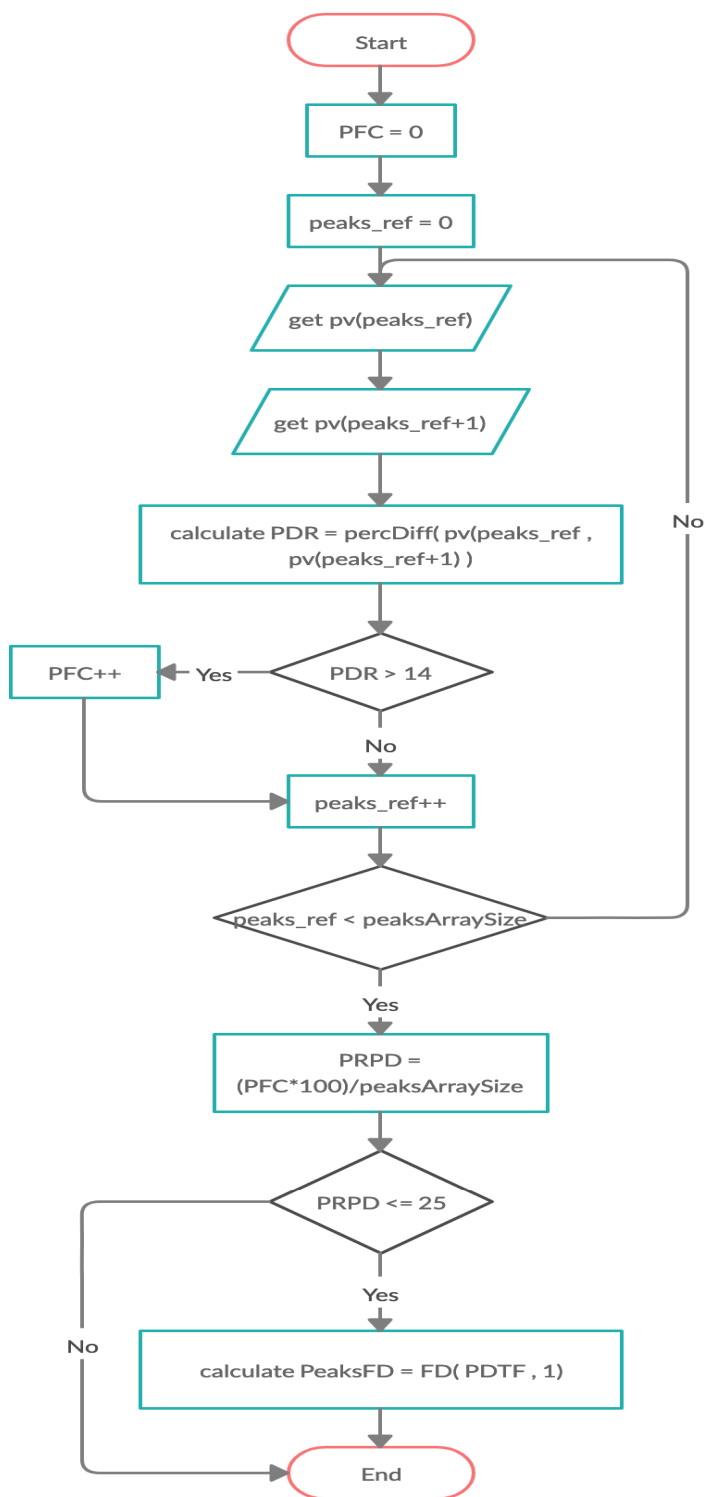 Start
PFC = 0
peaks_ref = 0
get pv(peaks_ref)
get pv(peaks_ref+1)
calculate PDR = percDiff( pv(peaks_ref ,
pv(peaks_ref+1) )
No
PDR > 14
Yes
PFC++
No
peaks_ref++
peaks_ref < peaksArraySize
Yes
PRPD =
(PFC*100)/peaksArraySize
PRPD <= 25
Yes
No
calculate PeaksFD = FD( PDTF , 1)
End